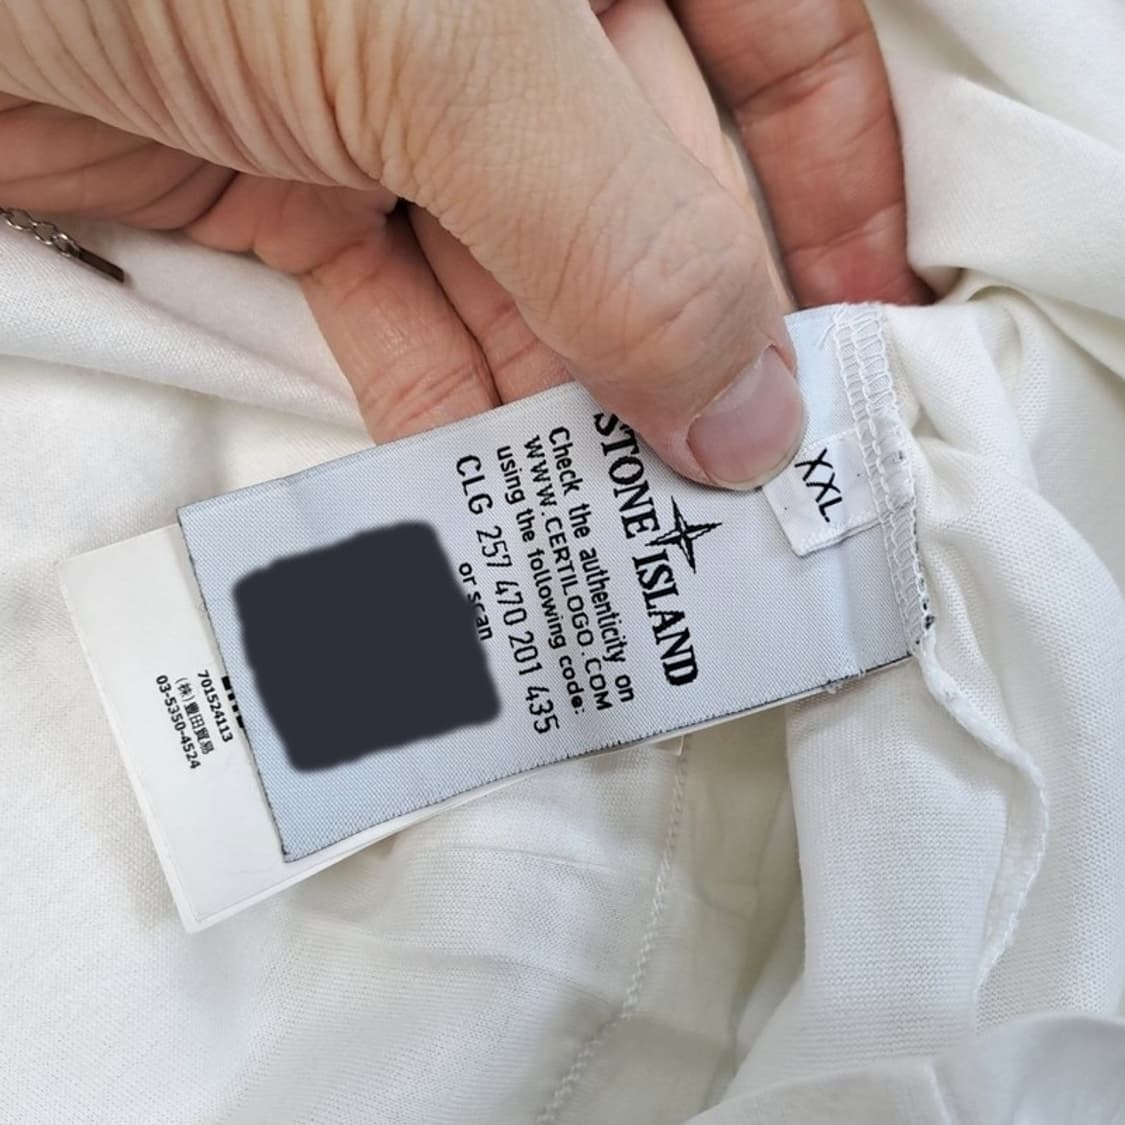 XXL
STONE ISLAND
Check the authenticity on
WWW.CERTILOGO.COM
using the following code:
CLG 257 470 201 435
or scan
701524113
(株)豊田貿易
03-5350-4524